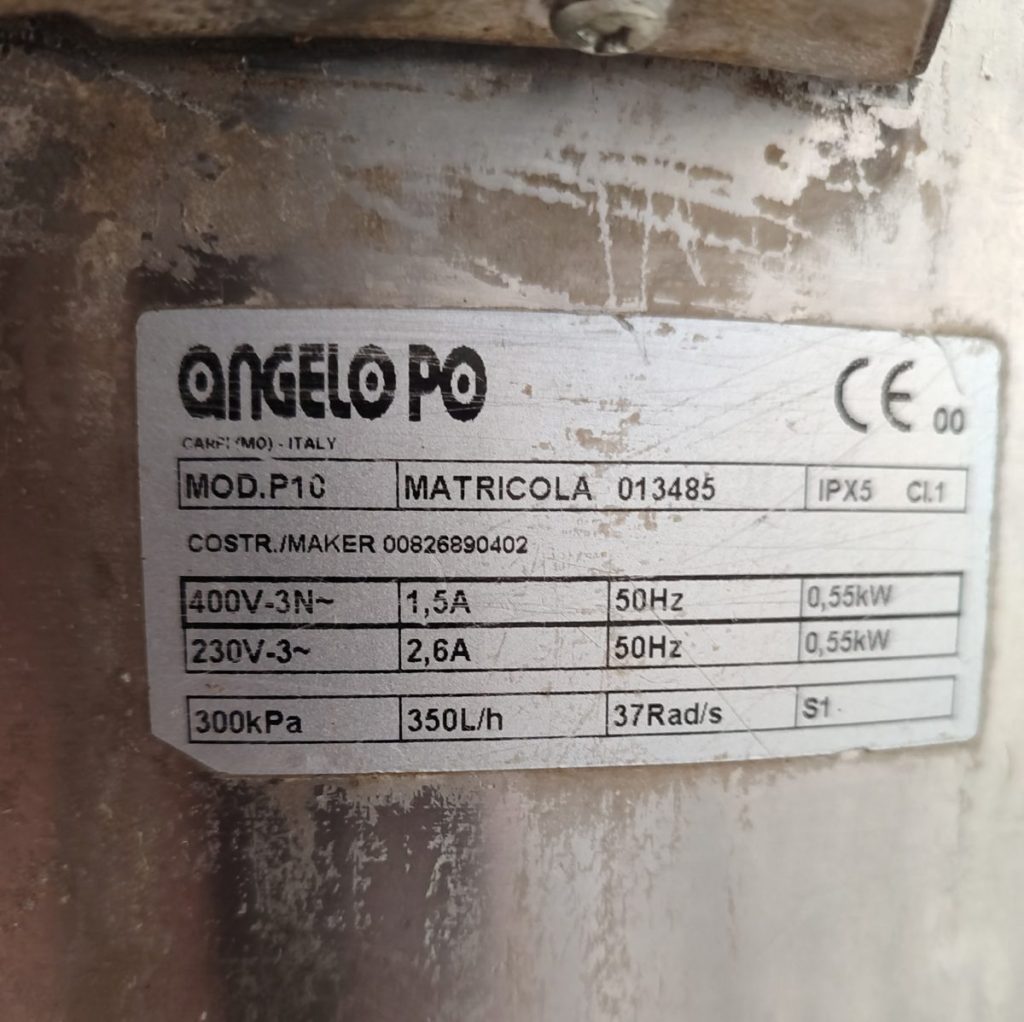 ANGELO PO
CARPI (MO) - ITALY
CE 00
MOD.P10 MATRICOLA 013485 IPX5 Cl.1
COSTR./MAKER 00826890402
400V-3N~ 1,5A 50Hz 0,55kW
230V-3~ 2,6A 50Hz 0,55kW
300kPa 350L/h 37Rad/s S1